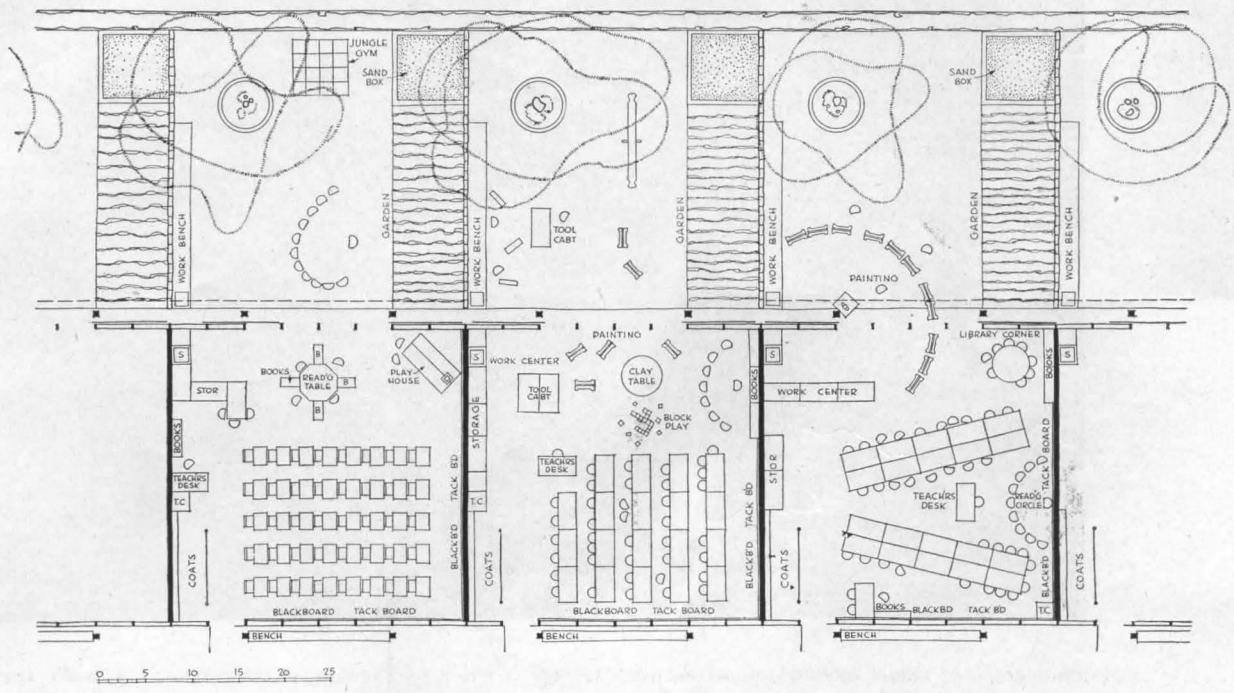 JUNGLE
GYM
SAND
BOX
SAND
BOX
WORK BENCH
GARDEN
WORK BENCH
TOOL
CABT
GARDEN
WORK BENCH
PAINTING
GARDEN
WORK BENCH
B
S
STOR
BOOKS
B
READ'G
TABLE
B
B
PLAY
HOUSE
BOOKS
TEACHRS
DESK
T.C
COATS
BLACKB'D TACK BD
BLACKBOARD TACK BOARD
BENCH
S
WORK CENTER
PAINTING
TOOL
CABT
CLAY
TABLE
BLOCK
PLAY
BOOKS
STORAGE
T.C
TEACHRS
DESK
COATS
BLACKB'D TACK BD
BLACKBOARD TACK BOARD
BENCH
S
WORK CENTER
LIBRARY CORNER
BOOKS
STOR
TEACHRS
DESK
READ'G
CIRCLE
TACK BOARD
BLACKB'D
COATS
BOOKS
BLACKBD TACK BD
T.C.
BENCH
S
COATS
0 5 10 15 20 25